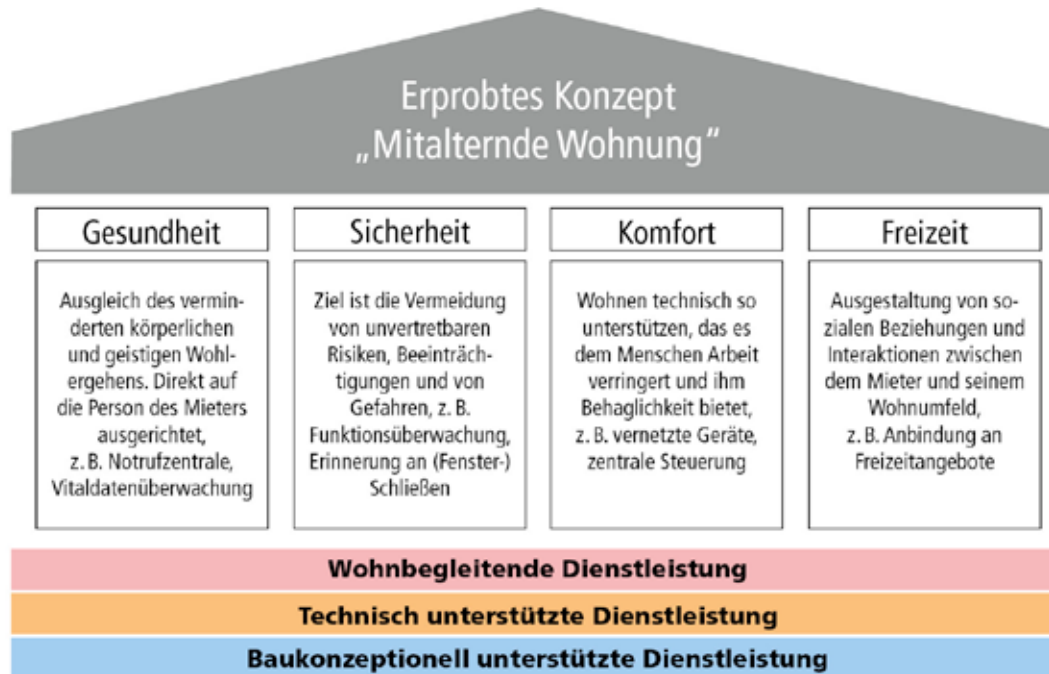 Erprobtes Konzept
„Mitalternde Wohnung“
Gesundheit
Ausgleich des vermin-
derten körperlichen
und geistigen Wohl-
ergehens. Direkt auf
die Person des Mieters
ausgerichtet,
z. B. Notrufzentrale,
Vitaldatenüberwachung
Sicherheit
Ziel ist die Vermeidung
von unvertretbaren
Risiken, Beeinträch-
tigungen und von
Gefahren, z. B.
Funktionsüberwachung,
Erinnerung an (Fenster-)
Schließen
Komfort
Wohnen technisch so
unterstützen, das es
dem Menschen Arbeit
verringert und ihm
Behaglichkeit bietet,
z. B. vernetzte Geräte,
zentrale Steuerung
Freizeit
Ausgestaltung von so-
zialen Beziehungen und
Interaktionen zwischen
dem Mieter und seinem
Wohnumfeld,
z. B. Anbindung an
Freizeitangebote
Wohnbegleitende Dienstleistung
Technisch unterstützte Dienstleistung
Baukonzeptionell unterstützte Dienstleistung